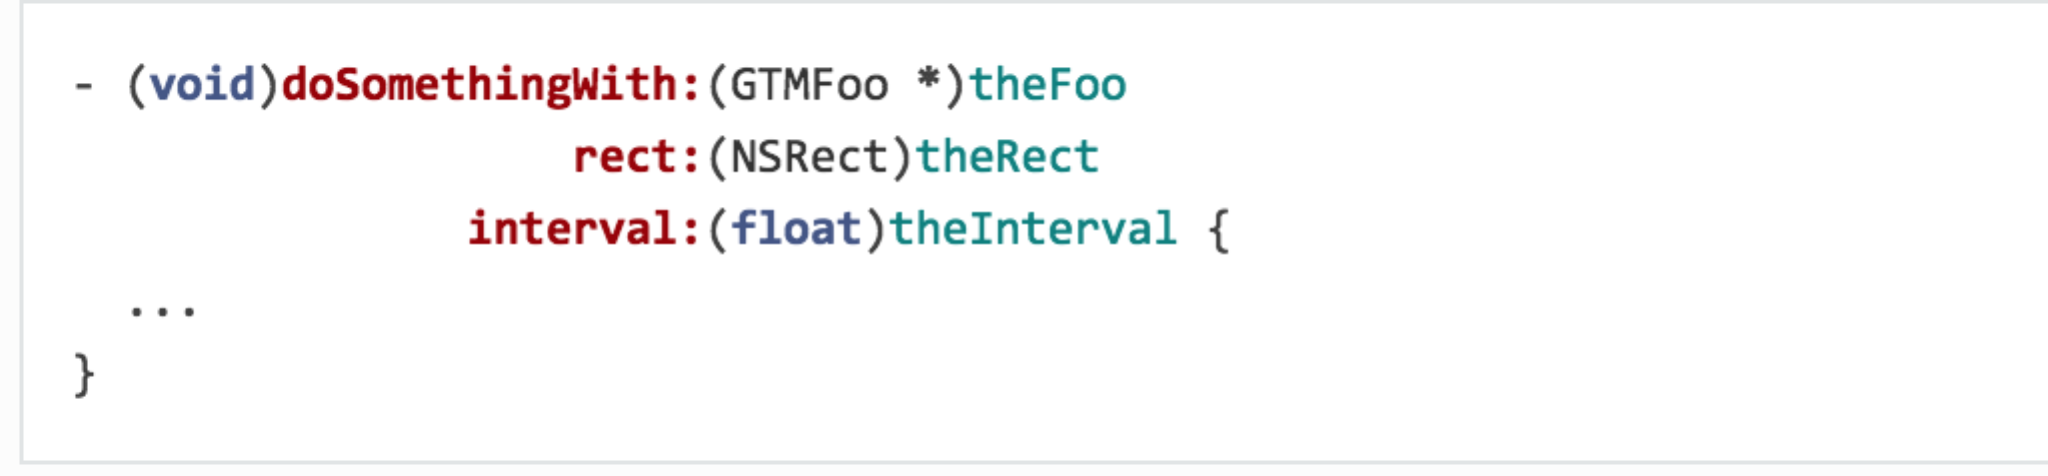 - (void)doSomethingWith:(GTMFoo *)theFoo
                   rect:(NSRect)theRect
               interval:(float)theInterval {
  ...
}